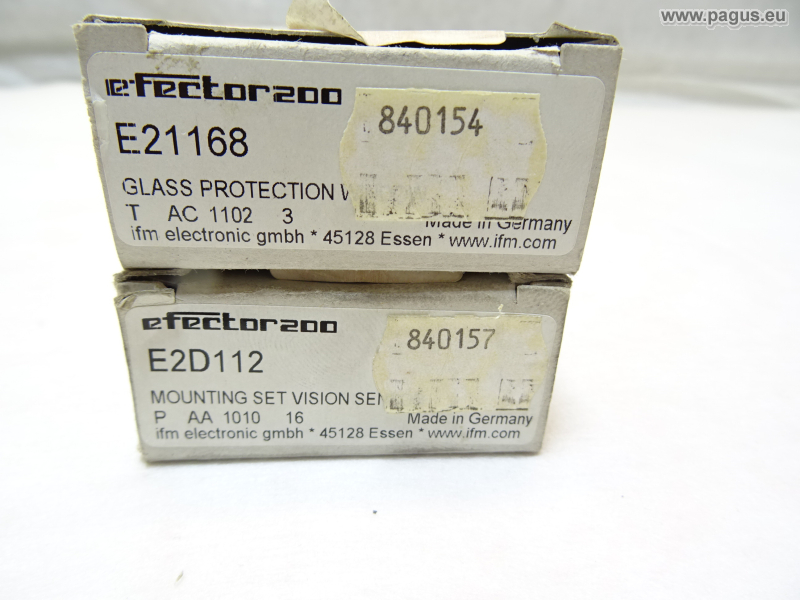 www.pagus.eu
efector200
840154
E21168
GLASS PROTECTION
T AC 1102 3
Made in Germany
ifm electronic gmbh * 45128 Essen * www.ifm.com
efector200
840157
E2D112
MOUNTING SET VISION
P AA 1010 16 Made in Germany
ifm electronic gmbh * 45128 Essen * www.ifm.com